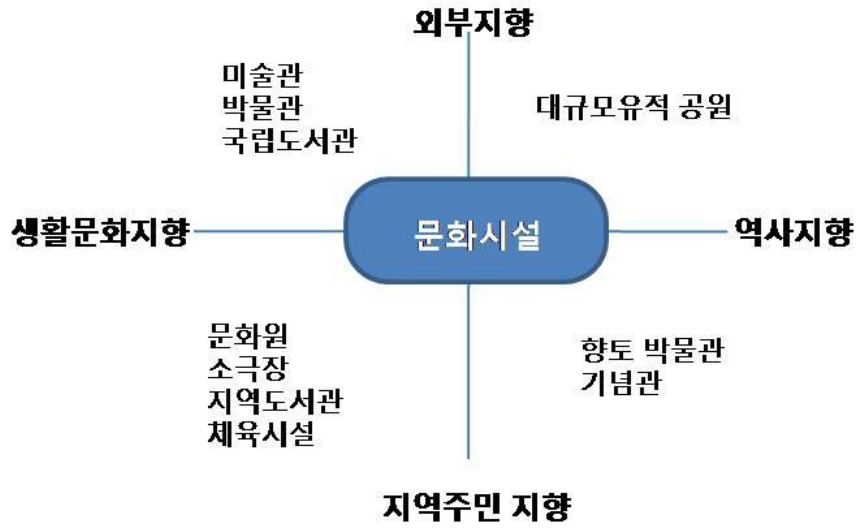 외부지향
미술관
박물관
국립도서관
대규모유적 공원
생활문화지향
문화시설
역사지향
문화원
소극장
지역도서관
체육시설
향토 박물관
기념관
지역주민 지향